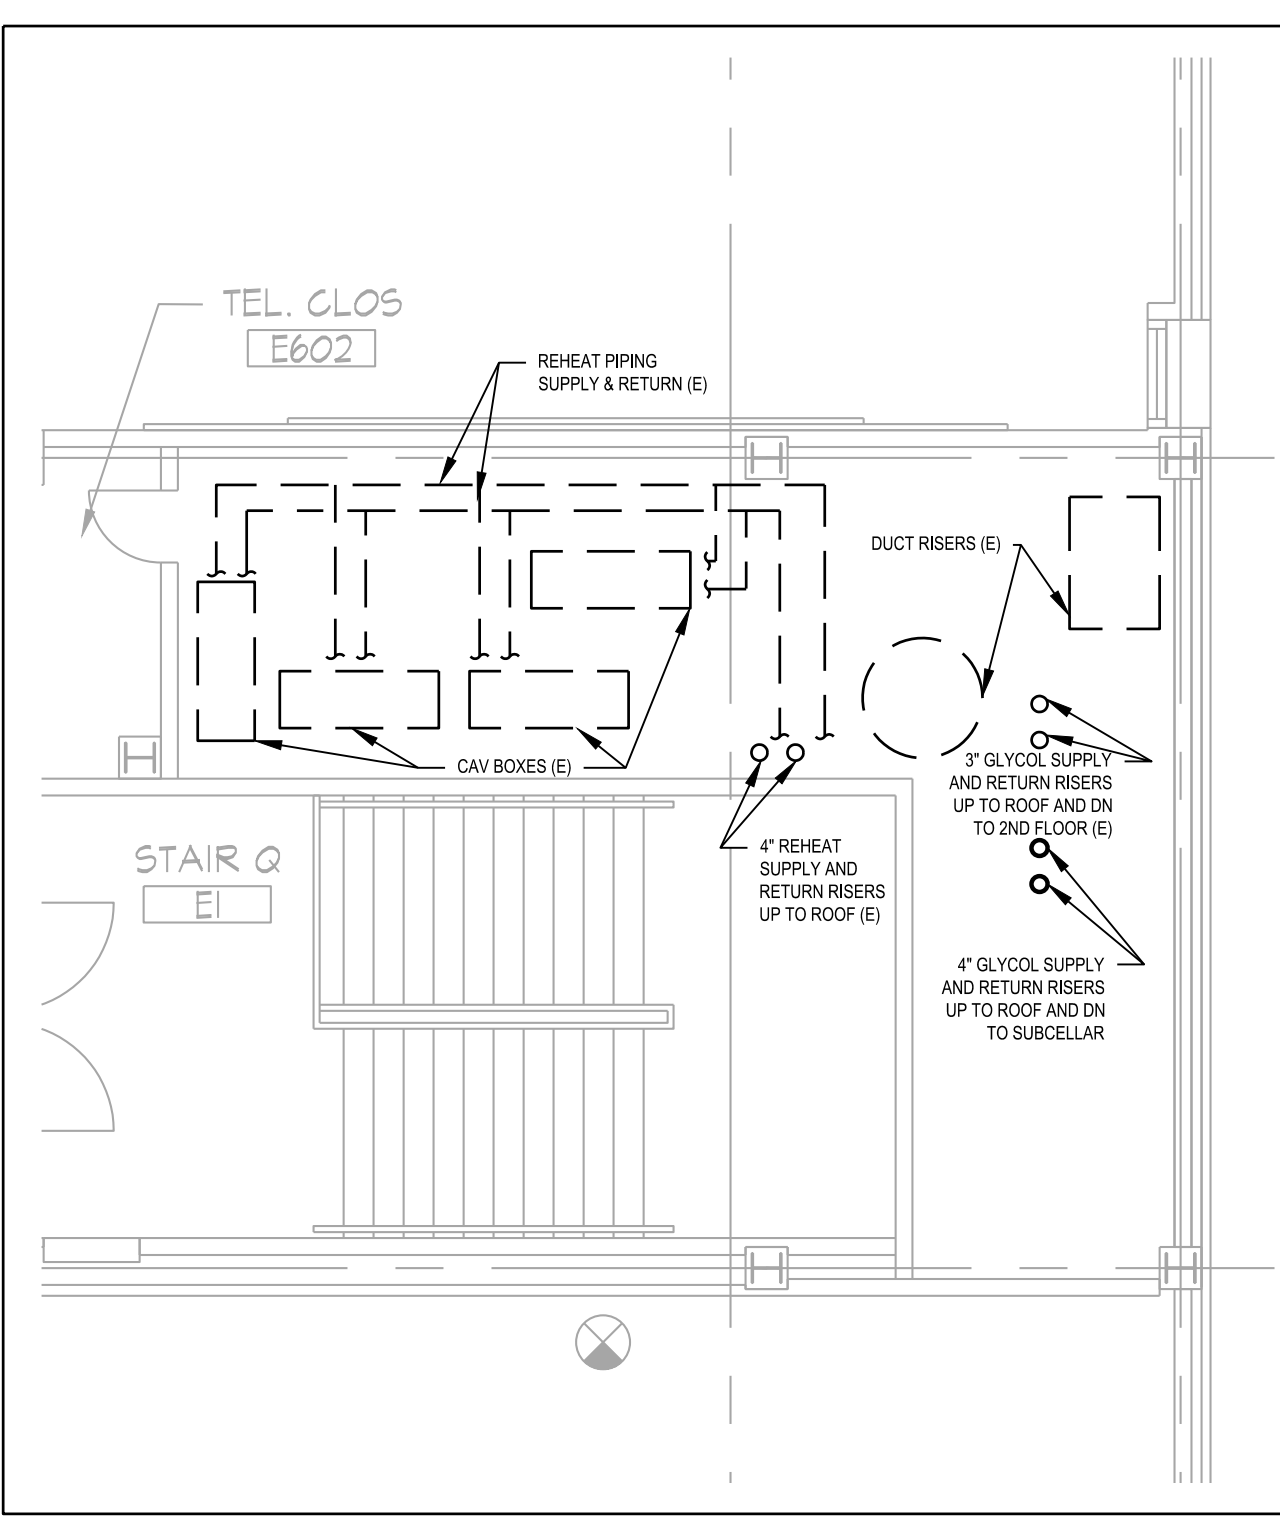 TEL. CLOS
E602
REHEAT PIPING
SUPPLY & RETURN (E)
DUCT RISERS (E)
CAV BOXES (E)
3" GLYCOL SUPPLY
AND RETURN RISERS
UP TO ROOF AND DN
TO 2ND FLOOR (E)
4" REHEAT
SUPPLY AND
RETURN RISERS
UP TO ROOF (E)
STAIR Q
E1
4" GLYCOL SUPPLY
AND RETURN RISERS
UP TO ROOF AND DN
TO SUBCELLAR